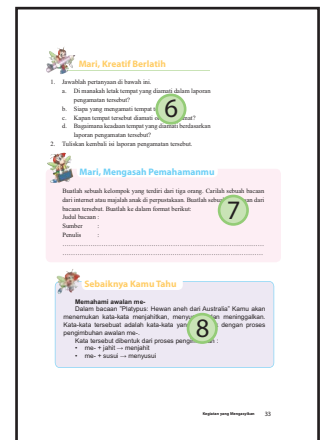 Mari, Kreatif Berlatih
1. Jawablah pertanyaan di bawah ini.
a. Di manakah letak tempat yang diamati dalam laporan
pengamatan tersebut?
b. Siapa yang mengamati tempat
6
c. Kapan tempat tersebut diamati
d. Bagaimana keadaan tempat yang diamati berdasarkan
laporan pengamatan tersebut?
2. Tuliskan kembali isi laporan pengamatan tersebut.
Mari, Mengasah Pemahamanmu
Buatlah sebuah kelompok yang terdiri dari tiga orang. Carilah sebuah bacaan
dari internet atau majalah anak di perpustakaan. Buatlah sebuah dari
bacaan tersebut. Buatlah ke dalam format berikut:
7
Judul bacaan :
Sumber :
Penulis :
Sebaiknya Kamu Tahu
Memahami awalan me-
Dalam bacaan "Platypus: Hewan aneh dari Australia" Kamu akan
menemukan kata-kata menjahitkan, meninggalkan.
Kata-kata tersebuat adalah kata-kata dengan proses
8
pengimbuhan awalan me-.
Kata tersebut dibentuk dari proses :
• me- + jahit → menjahit
• me- + susui → menyusui
Kegiatan yang Mengasyikan 33